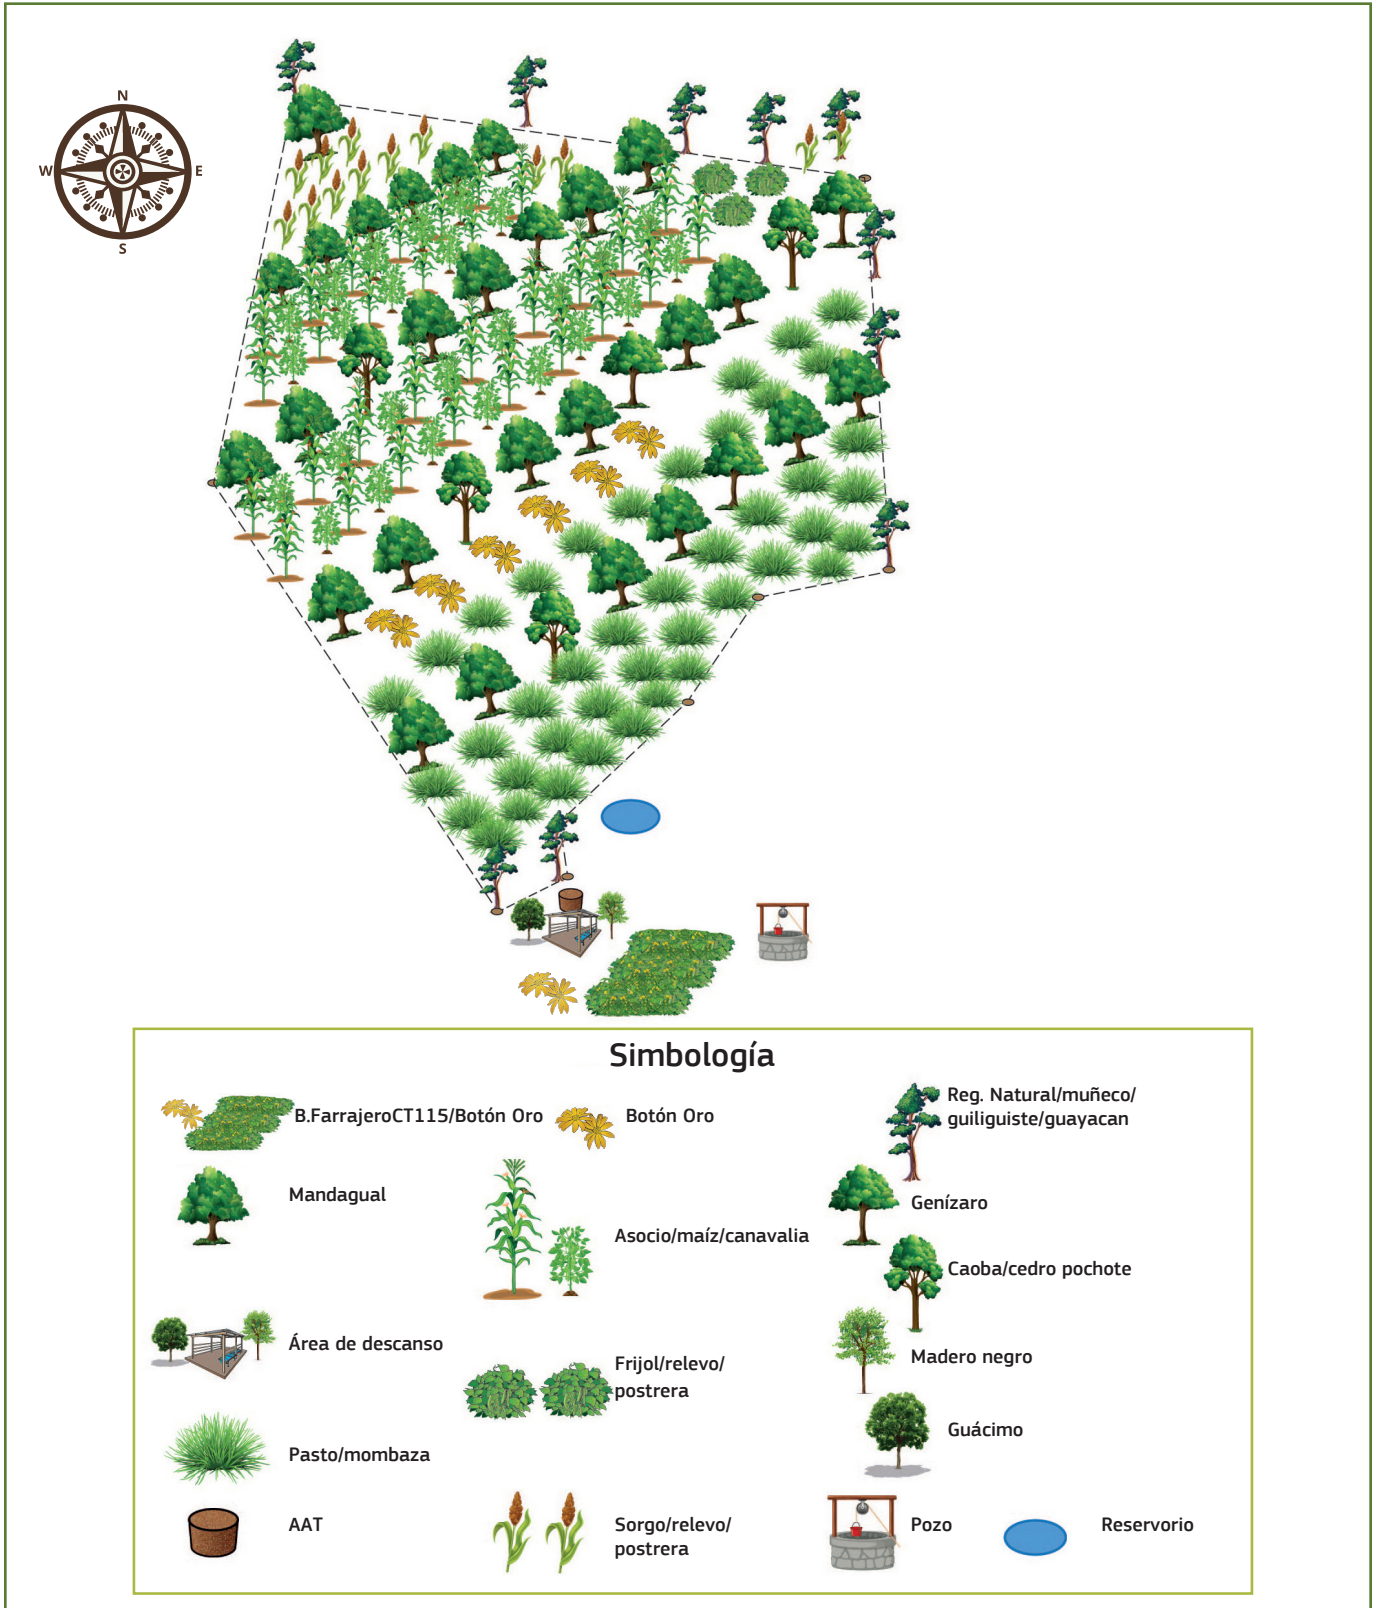 N
W
E
S
Simbología
B.FarrajeroCT115/Botón Oro
Botón Oro
Reg. Natural/muñeco/
guiliguiste/guayacan
Mandagual
Asocio/maíz/canavalia
Genízaro
Caoba/cedro pochote
Área de descanso
Frijol/relevo/
postrera
Madero negro
Pasto/mombaza
Guácimo
AAT
Sorgo/relevo/
postrera
Pozo
Reservorio